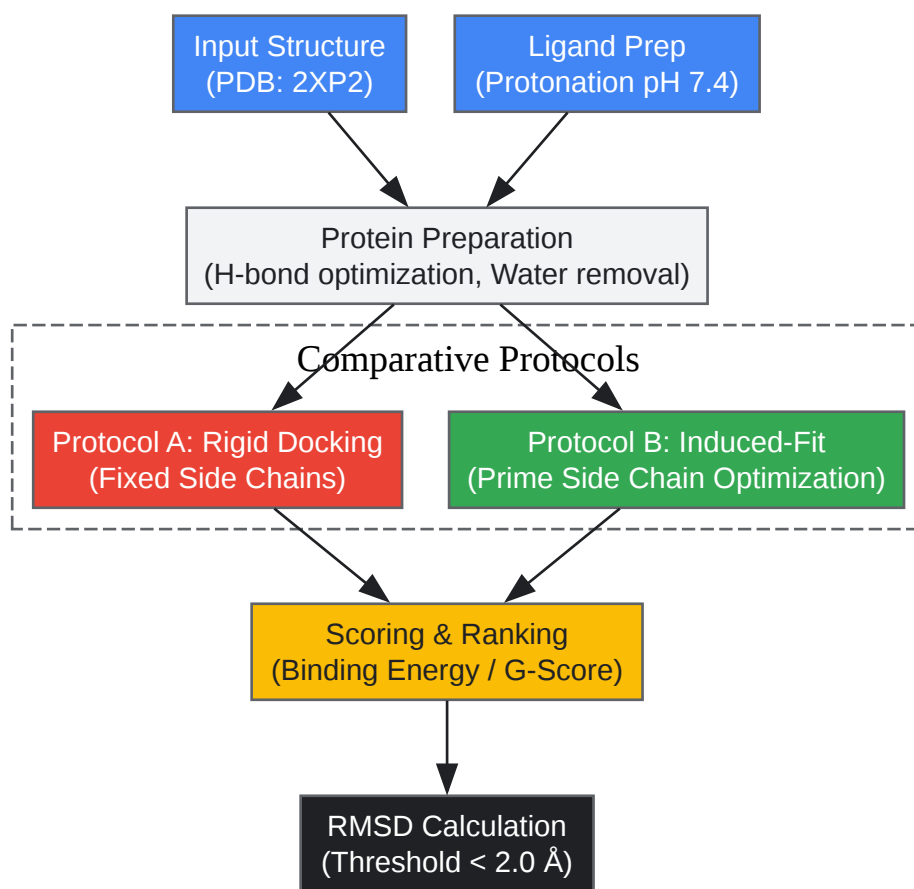 Input Structure
(PDB: 2XP2)
Ligand Prep
(Protonation pH 7.4)
Protein Preparation
(H-bond optimization, Water removal)
Comparative Protocols
Protocol A: Rigid Docking
(Fixed Side Chains)
Protocol B: Induced-Fit
(Prime Side Chain Optimization)
Scoring & Ranking
(Binding Energy / G-Score)
RMSD Calculation
(Threshold < 2.0 Å)